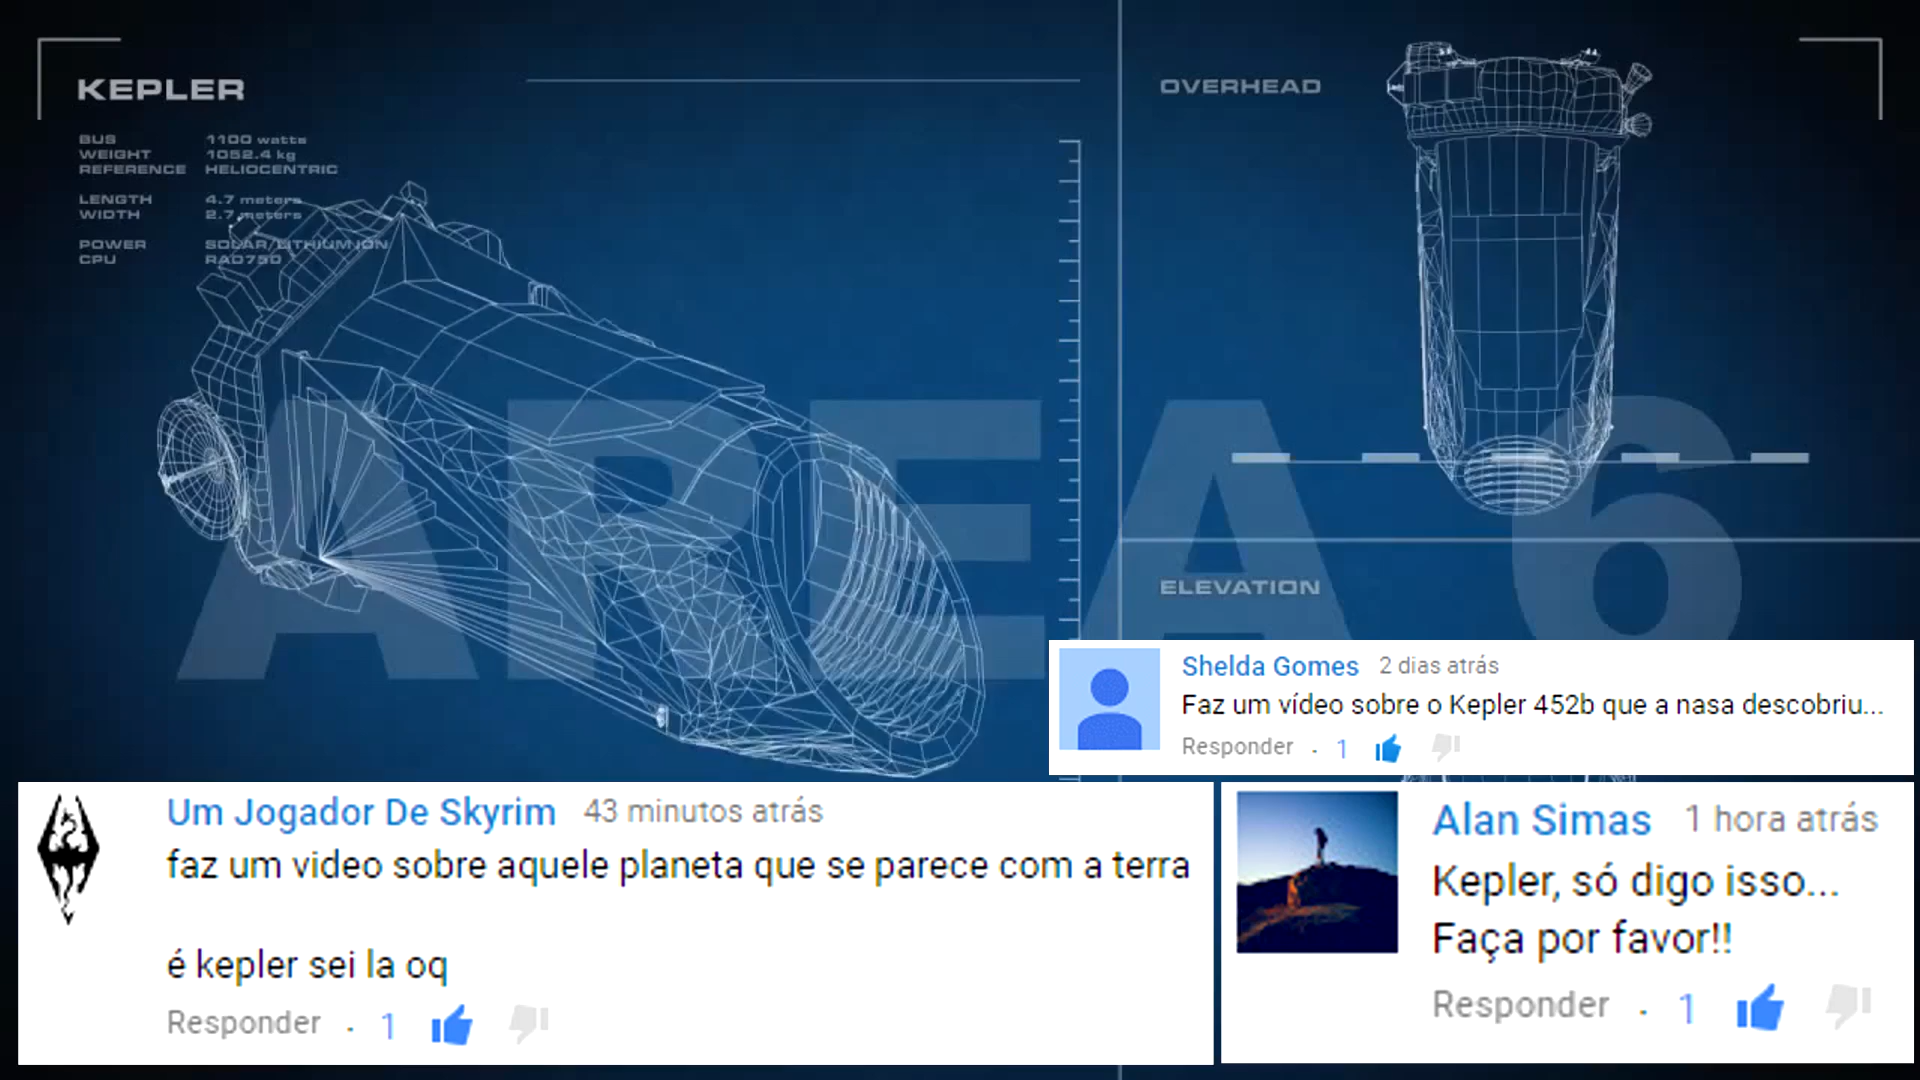 KEPLER
BUS 1100 watts
WEIGHT 1052.4 kg
REFERENCE HELIOCENTRIC
LENGTH 4.7 meters
WIDTH 2.7 meters
POWER SOLAR/LITHIUM ION
CPU RAD750
OVERHEAD
AREA 6
ELEVATION
Shelda Gomes 2 dias atrás
Faz um vídeo sobre o Kepler 452b que a nasa descobriu...
Responder · 1
Um Jogador De Skyrim 43 minutos atrás
faz um video sobre aquele planeta que se parece com a terra
é kepler sei la oq
Responder · 1
Alan Simas 1 hora atrás
Kepler, só digo isso...
Faça por favor!!
Responder · 1